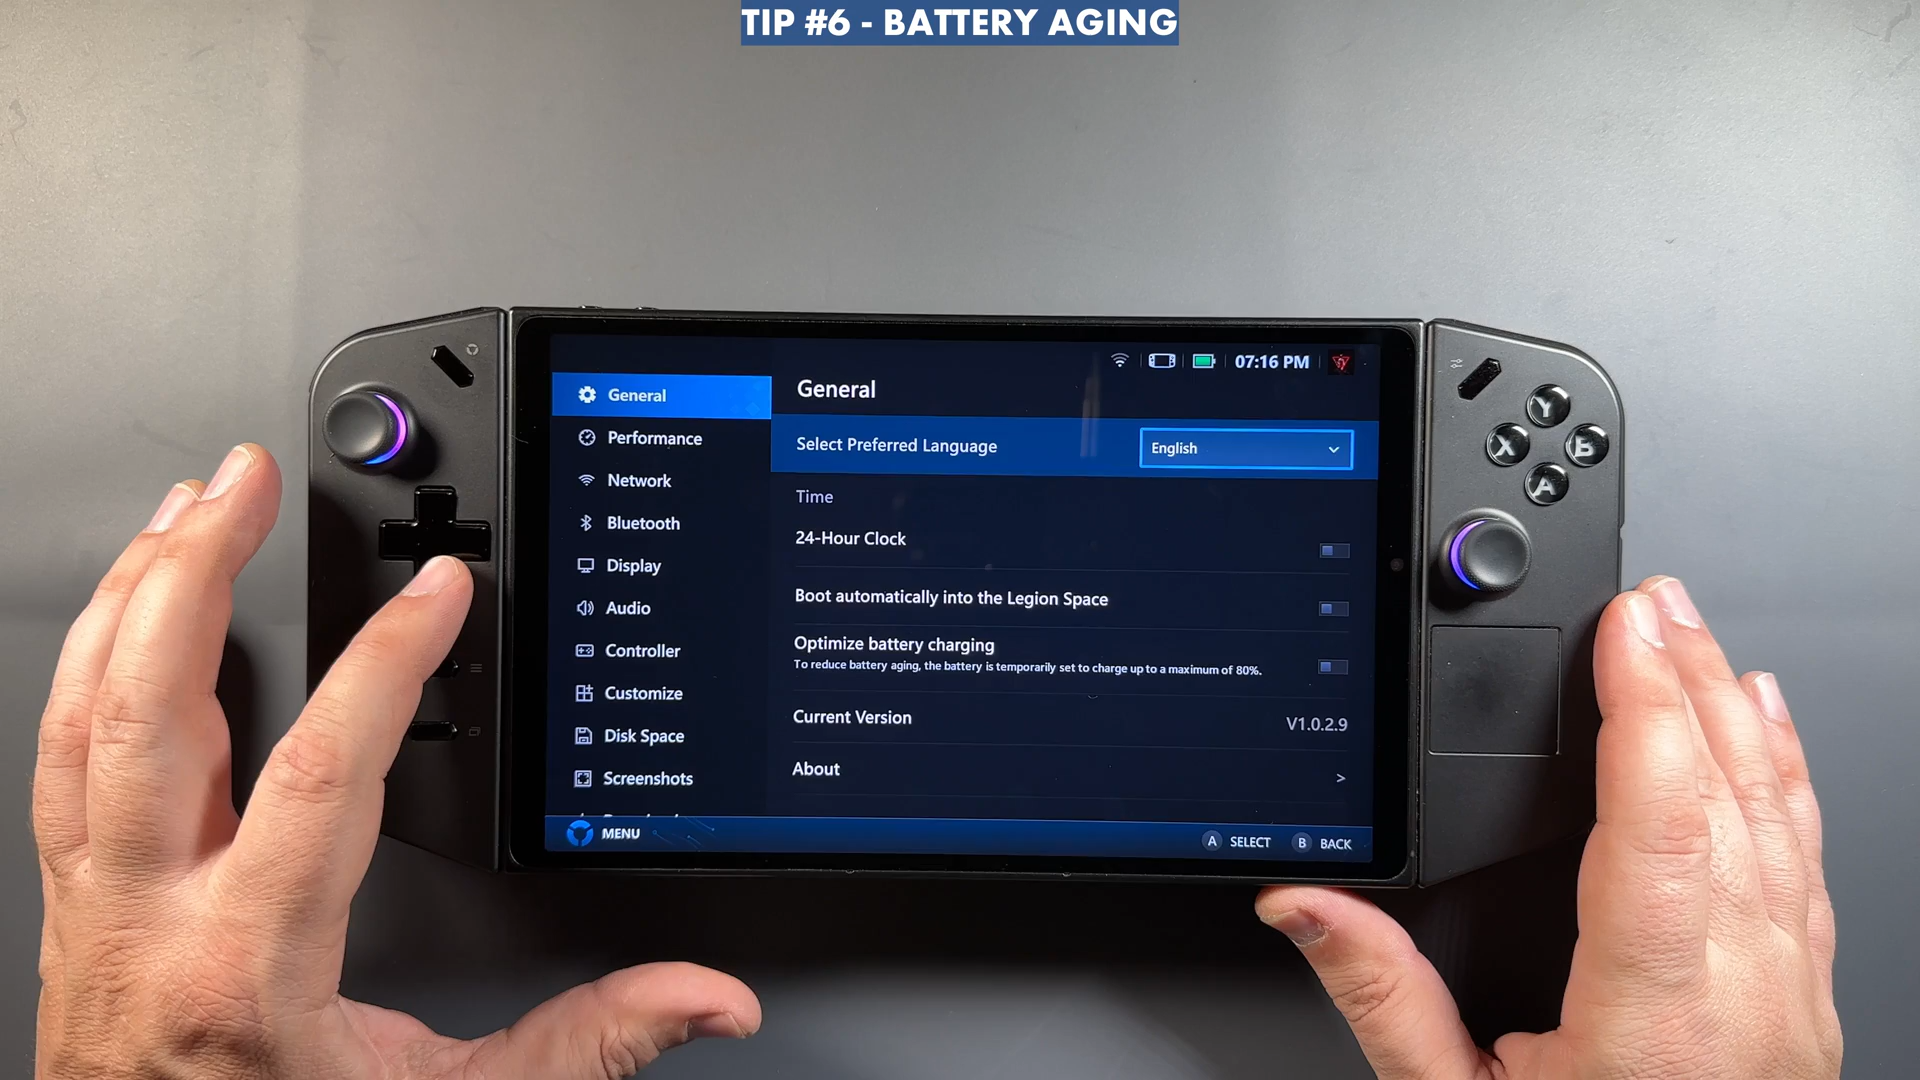 TIP #6 - BATTERY AGING
07:16 PM
General
Performance
Network
Bluetooth
Display
Audio
Controller
Customize
Disk Space
Screenshots
General
Select Preferred Language
English
Time
24-Hour Clock
Boot automatically into the Legion Space
Optimize battery charging
To reduce battery aging, the battery is temporarily set to charge up to a maximum of 80%.
Current Version
V1.0.2.9
About
>
MENU
A SELECT
B BACK
Y
X
B
A